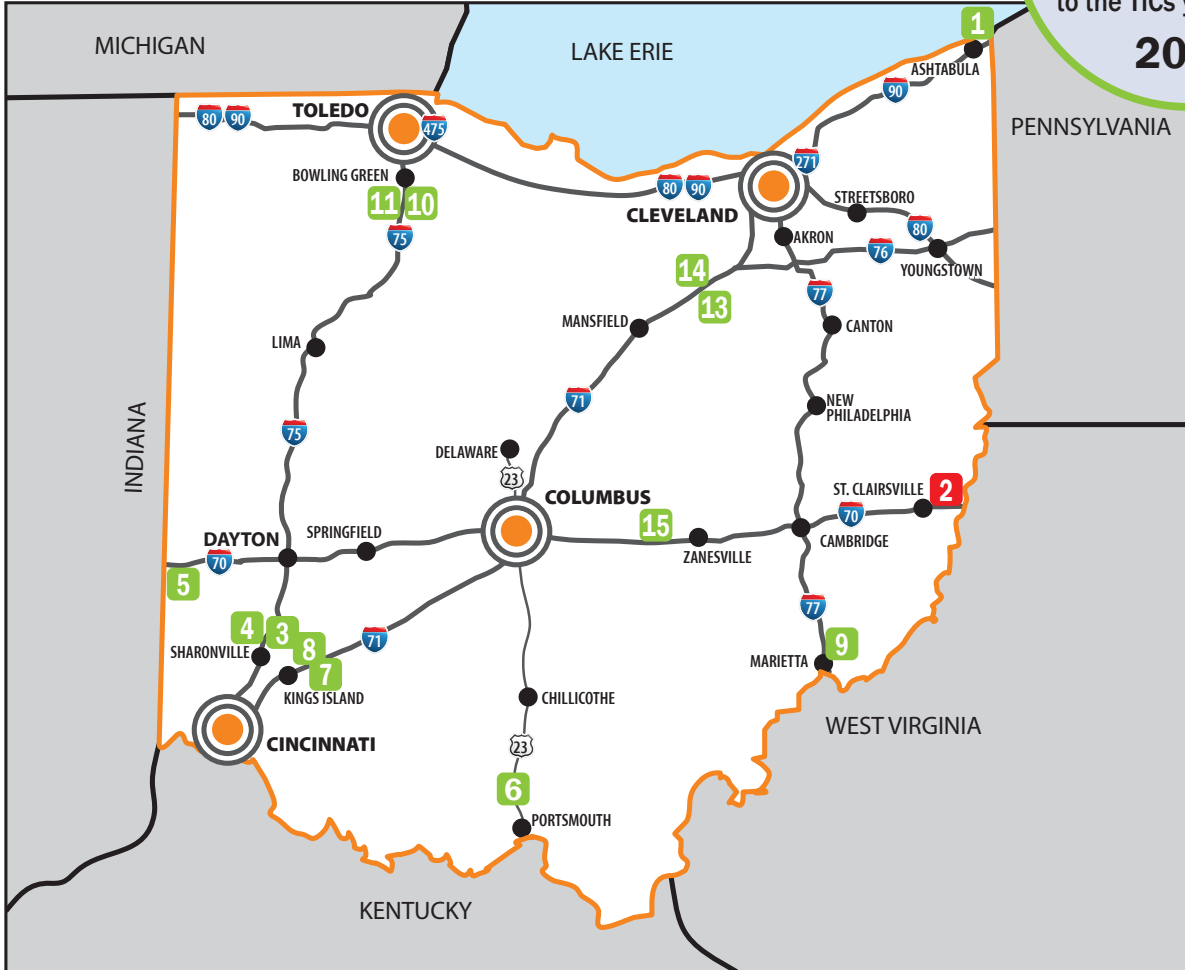 to the TICs
20
1
MICHIGAN
LAKE ERIE
ASHTABULA
90
TOLEDO
80
90
475
PENNSYLVANIA
271
BOWLING GREEN
80
90
STREETSBORO
11
10
CLEVELAND
80
AKRON
75
76
YOUNGSTOWN
14
77
13
MANSFIELD
CANTON
LIMA
71
NEW
PHILADELPHIA
INDIANA
75
DELAWARE
23
ST. CLAIRSVILLE
2
COLUMBUS
70
15
SPRINGFIELD
DAYTON
CAMBRIDGE
ZANESVILLE
70
5
77
4
3
71
8
SHARONVILLE
7
9
MARIETTA
KINGS ISLAND
CHILLICOTHE
WEST VIRGINIA
CINCINNATI
23
6
PORTSMOUTH
KENTUCKY